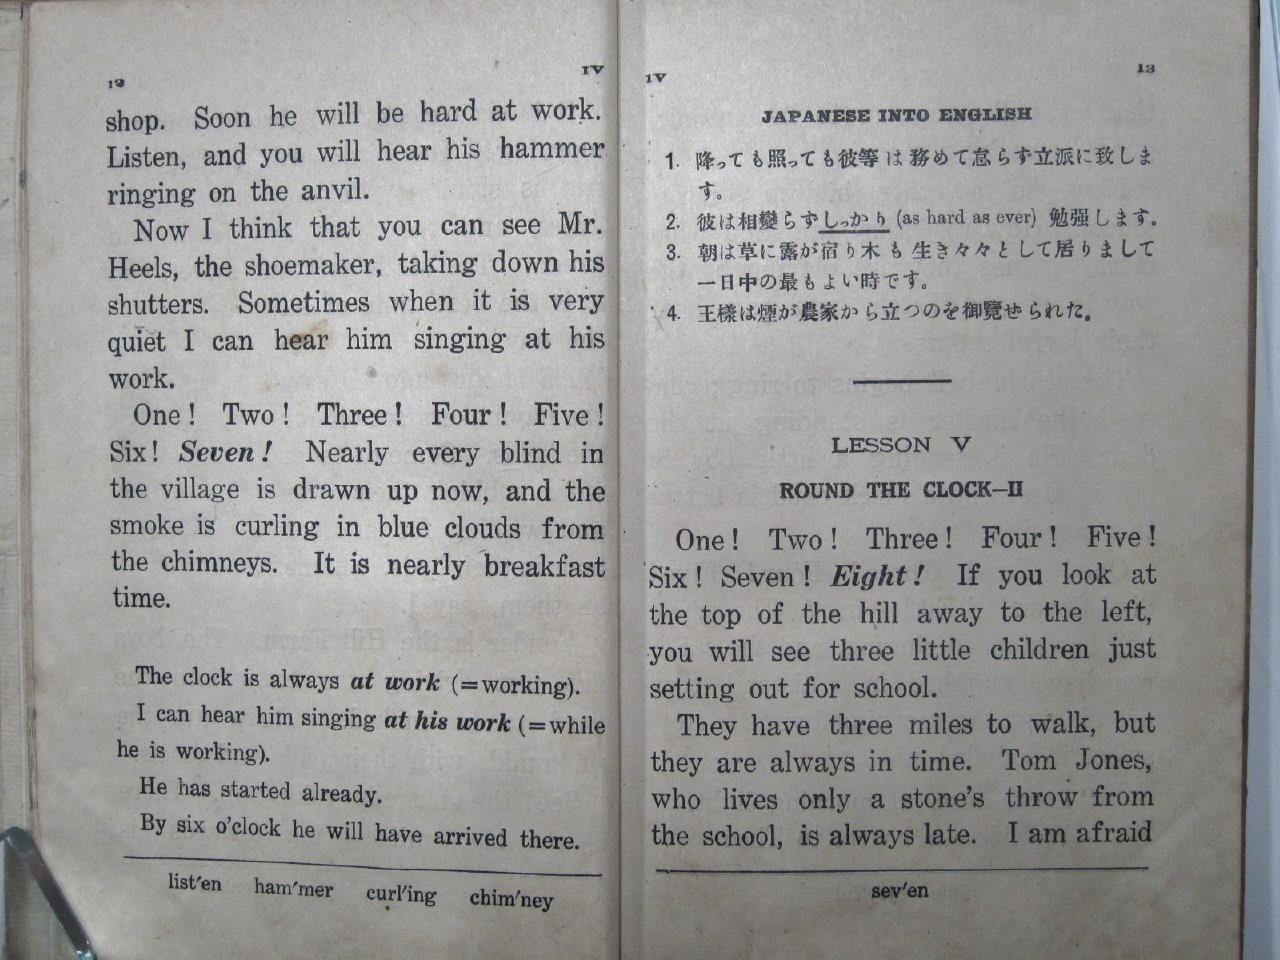 12 IV
shop. Soon he will be hard at work.
Listen, and you will hear his hammer
ringing on the anvil.
Now I think that you can see Mr.
Heels, the shoemaker, taking down his
shutters. Sometimes when it is very
quiet I can hear him singing at his
work.
One! Two! Three! Four! Five!
Six! Seven! Nearly every blind in
the village is drawn up now, and the
smoke is curling in blue clouds from
the chimneys. It is nearly breakfast
time.
The clock is always at work (=working).
I can hear him singing at his work (=while
he is working).
He has started already.
By six o'clock he will have arrived there.
list′en ham′mer curl′ing chim′ney
IV 13
JAPANESE INTO ENGLISH
1. 降っても照っても彼等は務めて怠らず立派に致しま
す。
2. 彼は相變らずしっかり (as hard as ever) 勉强します。
3. 朝は草に露が宿り木も生き々々として居りまして
一日中の最もよい時です。
4. 王樣は煙が農家から立つのを御覽せられた。
LESSON V
ROUND THE CLOCK—II
One! Two! Three! Four! Five!
Six! Seven! Eight! If you look at
the top of the hill away to the left,
you will see three little children just
setting out for school.
They have three miles to walk, but
they are always in time. Tom Jones,
who lives only a stone's throw from
the school, is always late. I am afraid
sev′en